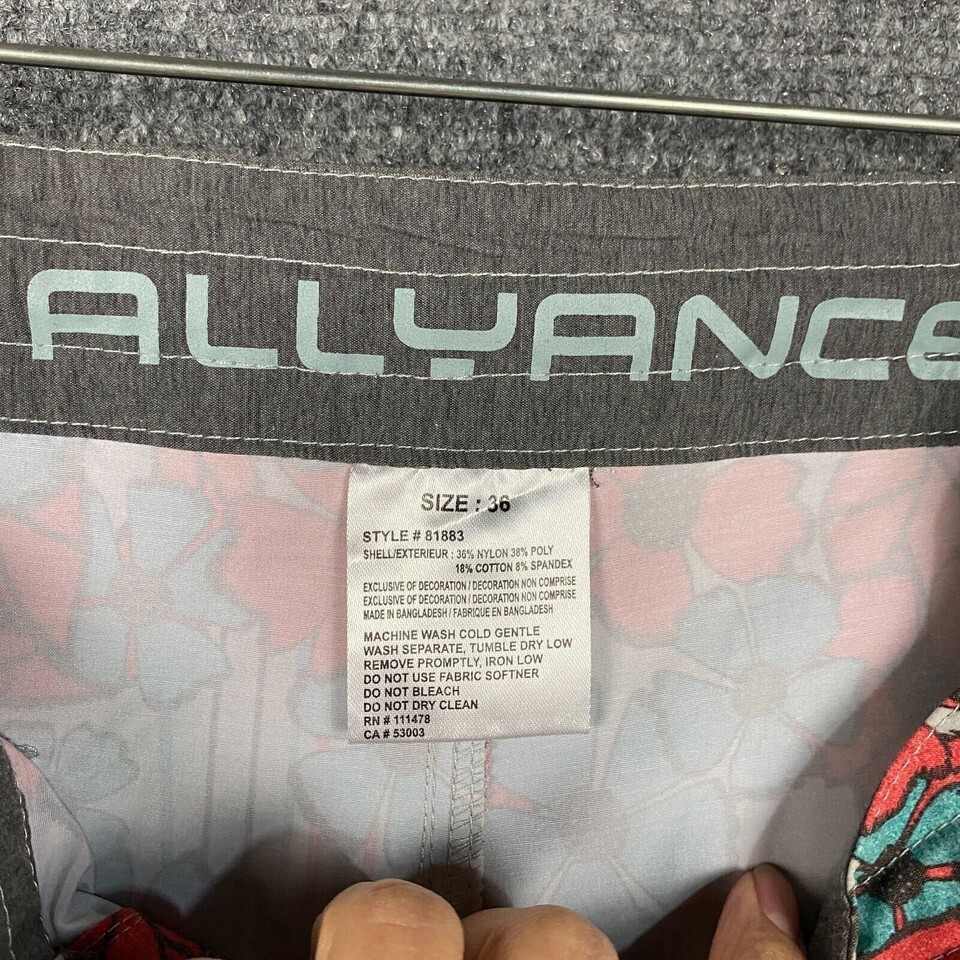 ALLYANCE
SIZE : 36
STYLE # 81883
SHELL/EXTERIEUR : 36% NYLON 38% POLY
18% COTTON 8% SPANDEX
EXCLUSIVE OF DECORATION / DECORATION NON COMPRISE
EXCLUSIVE OF DECORATION / DECORATION NON COMPRISE
MADE IN BANGLADESH / FABRIQUE EN BANGLADESH
MACHINE WASH COLD GENTLE
WASH SEPARATE, TUMBLE DRY LOW
REMOVE PROMPTLY, IRON LOW
DO NOT USE FABRIC SOFTNER
DO NOT BLEACH
DO NOT DRY CLEAN
RN # 111478
CA # 53003